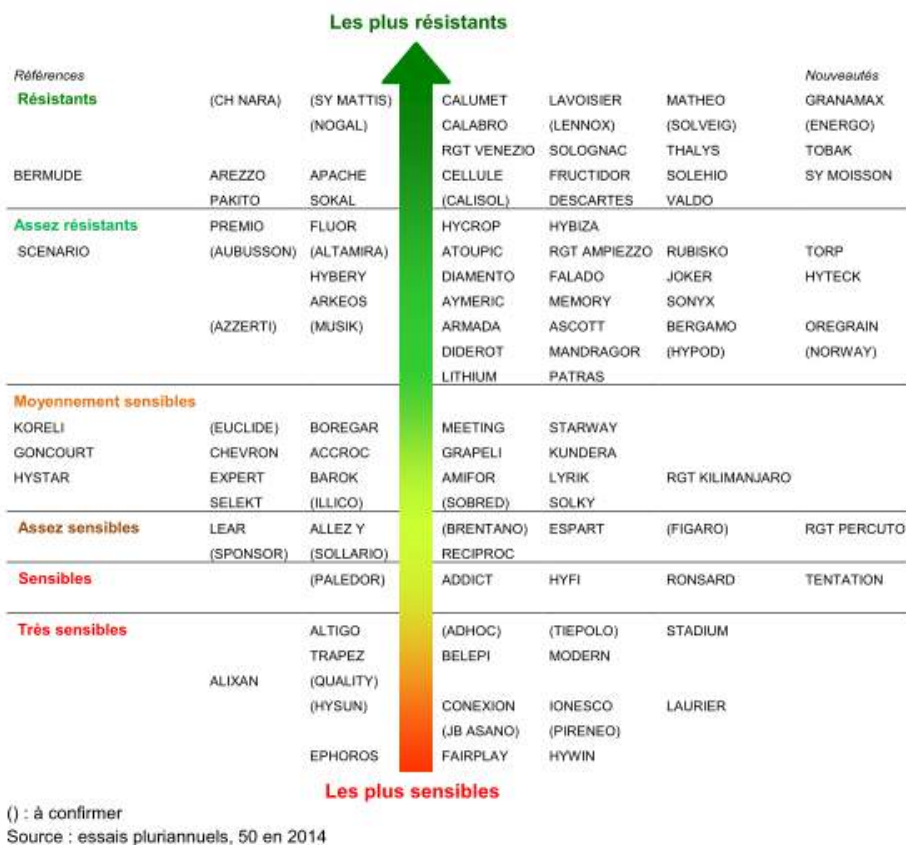 Les plus résistants
Références Nouveautés
Résistants (CH NARA) (SY MATTIS) CALUMET LAVOISIER MATHEO GRANAMAX
(NOGAL) CALABRO (LENNOX) (SOLVEIG) (ENERGO)
RGT VENEZIO SOLOGNAC THALYS TOBAK
BERMUDE AREZZO APACHE CELLULE FRUCTIDOR SOLEHIO SY MOISSON
PAKITO SOKAL (CALISOL) DESCARTES VALDO
Assez résistants PREMIO FLUOR HYCROP HYBIZA
SCENARIO (AUBUSSON) (ALTAMIRA) ATOUPIC RGT AMPIEZZO RUBISKO TORP
HYBERY DIAMENTO FALADO JOKER HYTECK
ARKEOS AYMERIC MEMORY SONYX
(AZZERTI) (MUSIK) ARMADA ASCOTT BERGAMO OREGRAIN
DIDEROT MANDRAGOR (HYPOD) (NORWAY)
LITHIUM PATRAS
Moyennement sensibles
KORELI (EUCLIDE) BOREGAR MEETING STARWAY
GONCOURT CHEVRON ACCROC GRAPELI KUNDERA
HYSTAR EXPERT BAROK AMIFOR LYRIK RGT KILIMANJARO
SELEKT (ILLICO) (SOBRED) SOLKY
Assez sensibles LEAR ALLEZ Y (BRENTANO) ESPART (FIGARO) RGT PERCUTO
(SPONSOR) (SOLLARIO) RECIPROC
Sensibles (PALEDOR) ADDICT HYFI RONSARD TENTATION
Très sensibles ALTIGO (ADHOC) (TIEPOLO) STADIUM
TRAPEZ BELEPI MODERN
ALIXAN (QUALITY)
(HYSUN) CONEXION IONESCO LAURIER
(JB ASANO) (PIRENEO)
EPHOROS FAIRPLAY HYWIN
Les plus sensibles
() : à confirmer
Source : essais pluriannuels, 50 en 2014